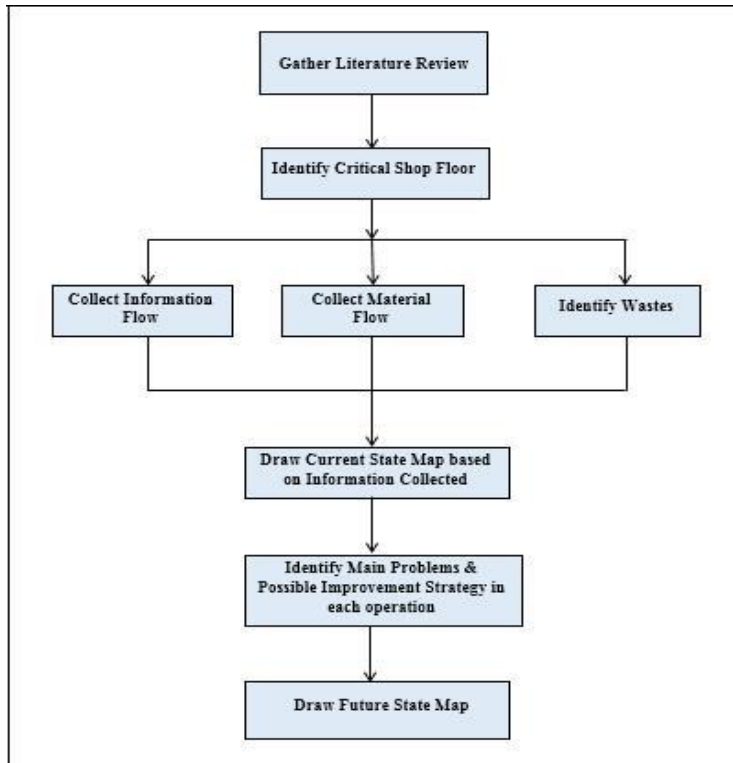 Gather Literature Review
Identify Critical Shop Floor
Collect Information
Flow
Collect Material
Flow
Identify Wastes
Draw Current State Map based
on Information Collected
Identify Main Problems &
Possible Improvement Strategy in
each operation
Draw Future State Map